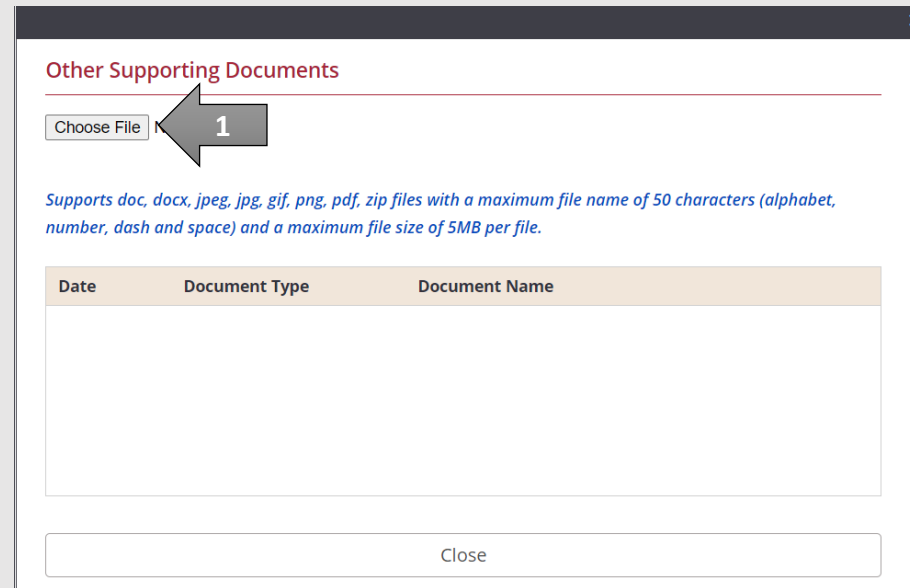 Other Supporting Documents
Choose File
1
Supports doc, docx, jpeg, jpg, gif, png, pdf, zip files with a maximum file name of 50 characters (alphabet,
number, dash and space) and a maximum file size of 5MB per file.
Date Document Type Document Name
Close